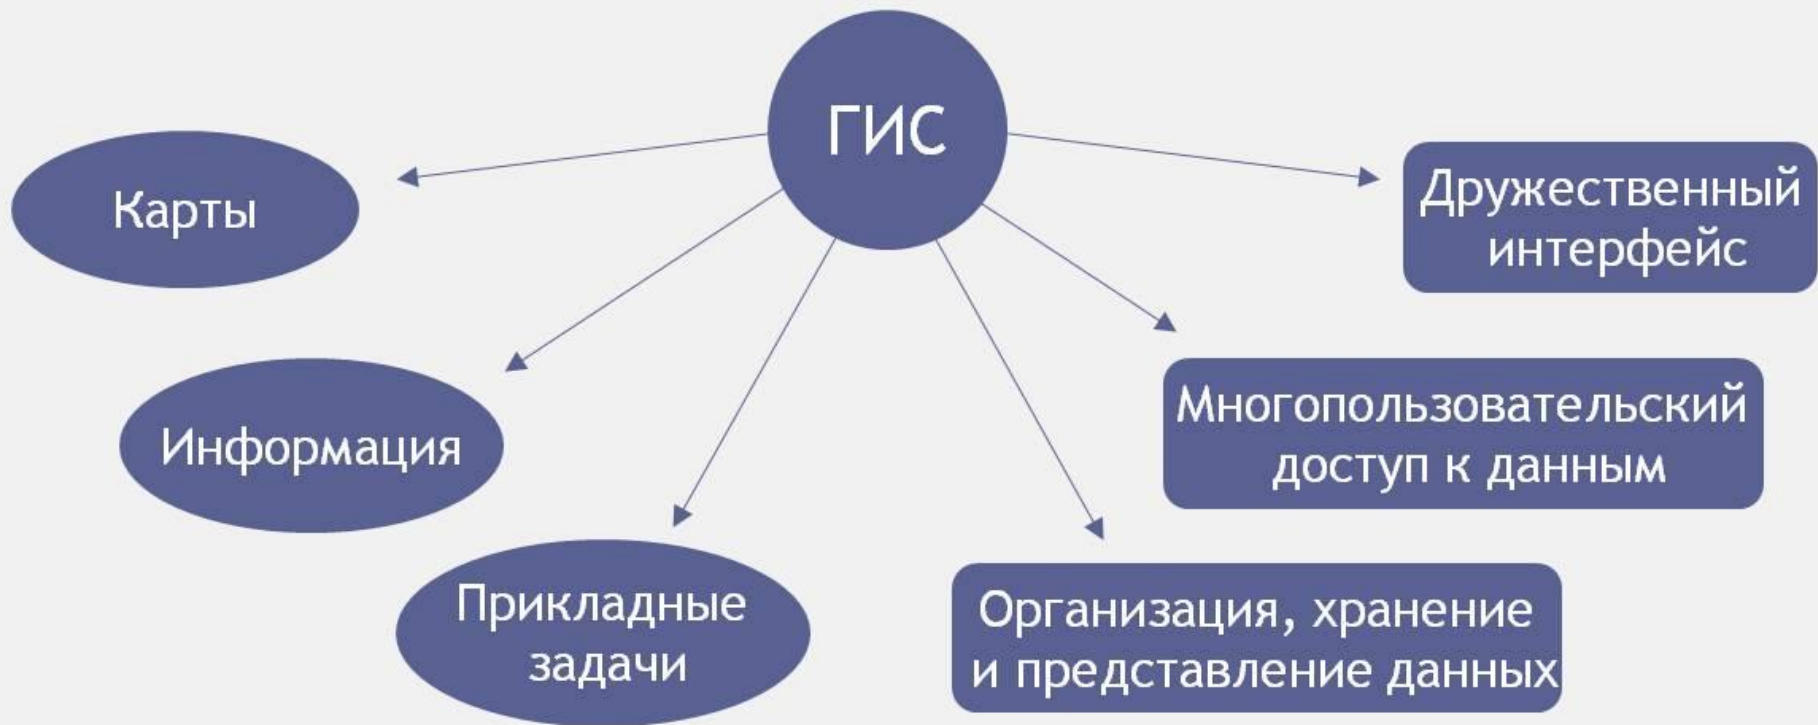 ГИС
Карты
Дружественный
интерфейс
Информация
Многопользовательский
доступ к данным
Прикладные
задачи
Организация, хранение
и представление данных